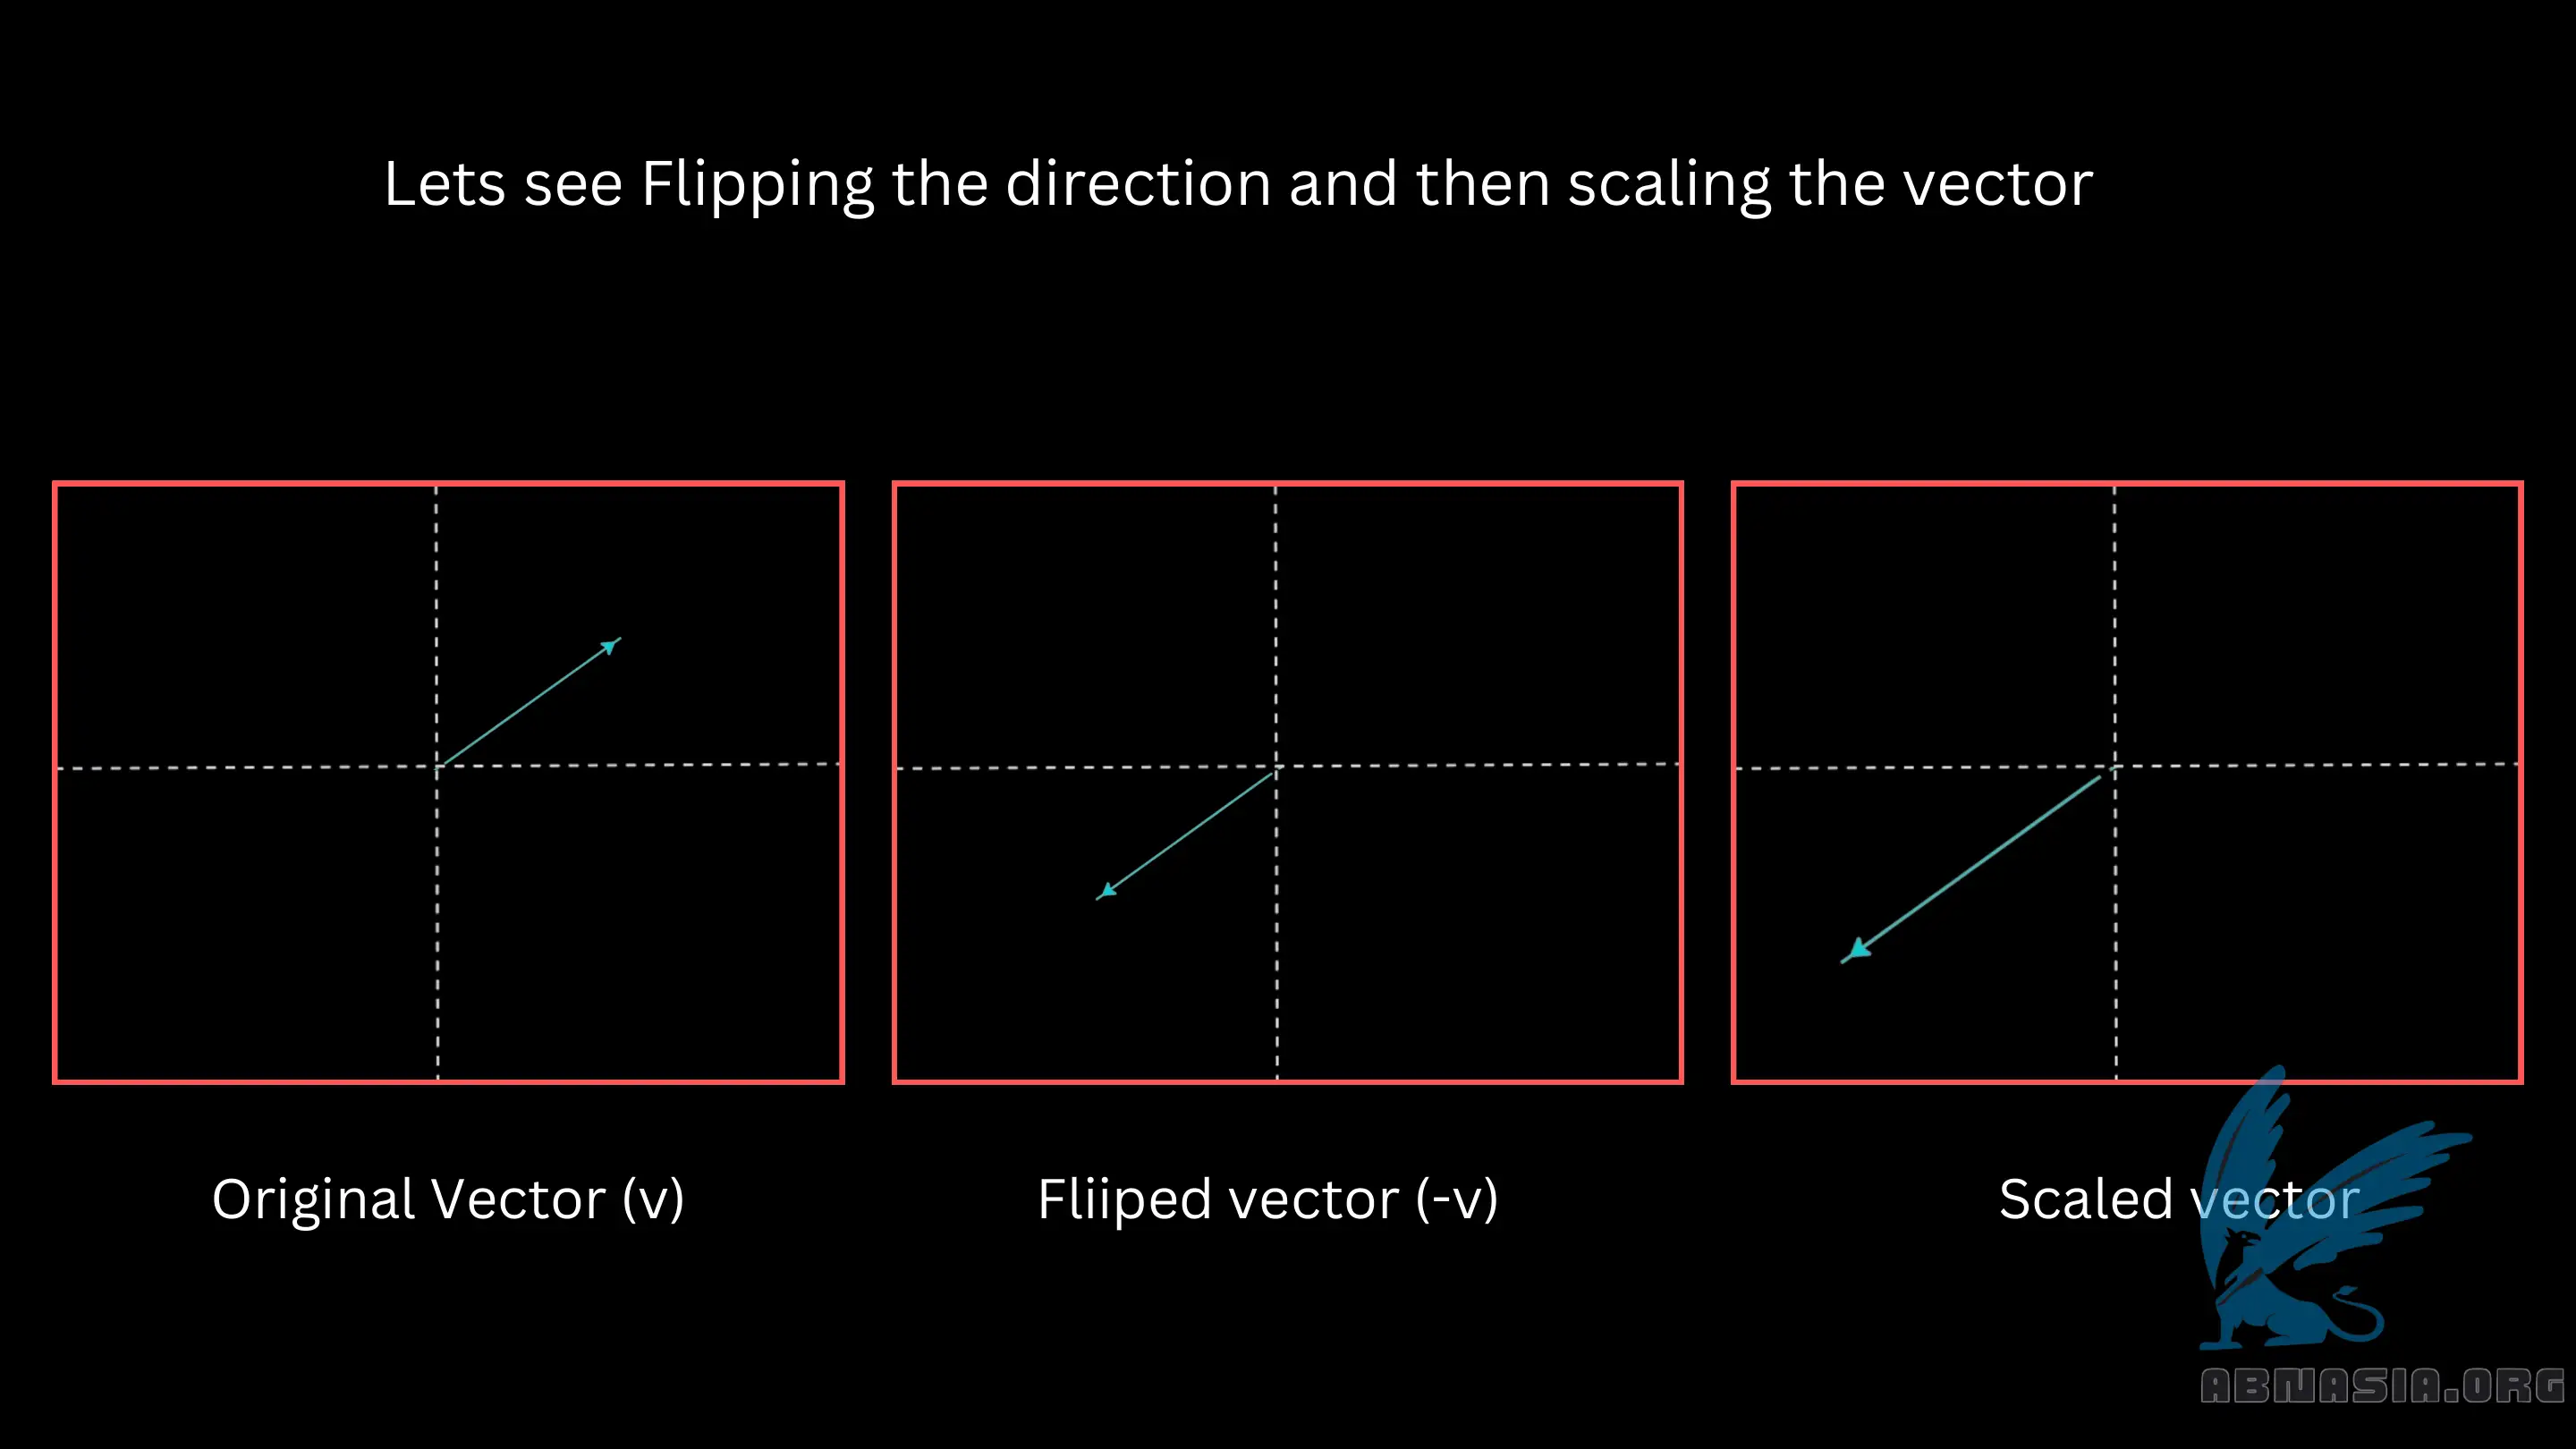 Lets see Flipping the direction and then scaling the vector
Original Vector (v)
Fliiped vector (-v)
Scaled vector
ABNASIA.ORG